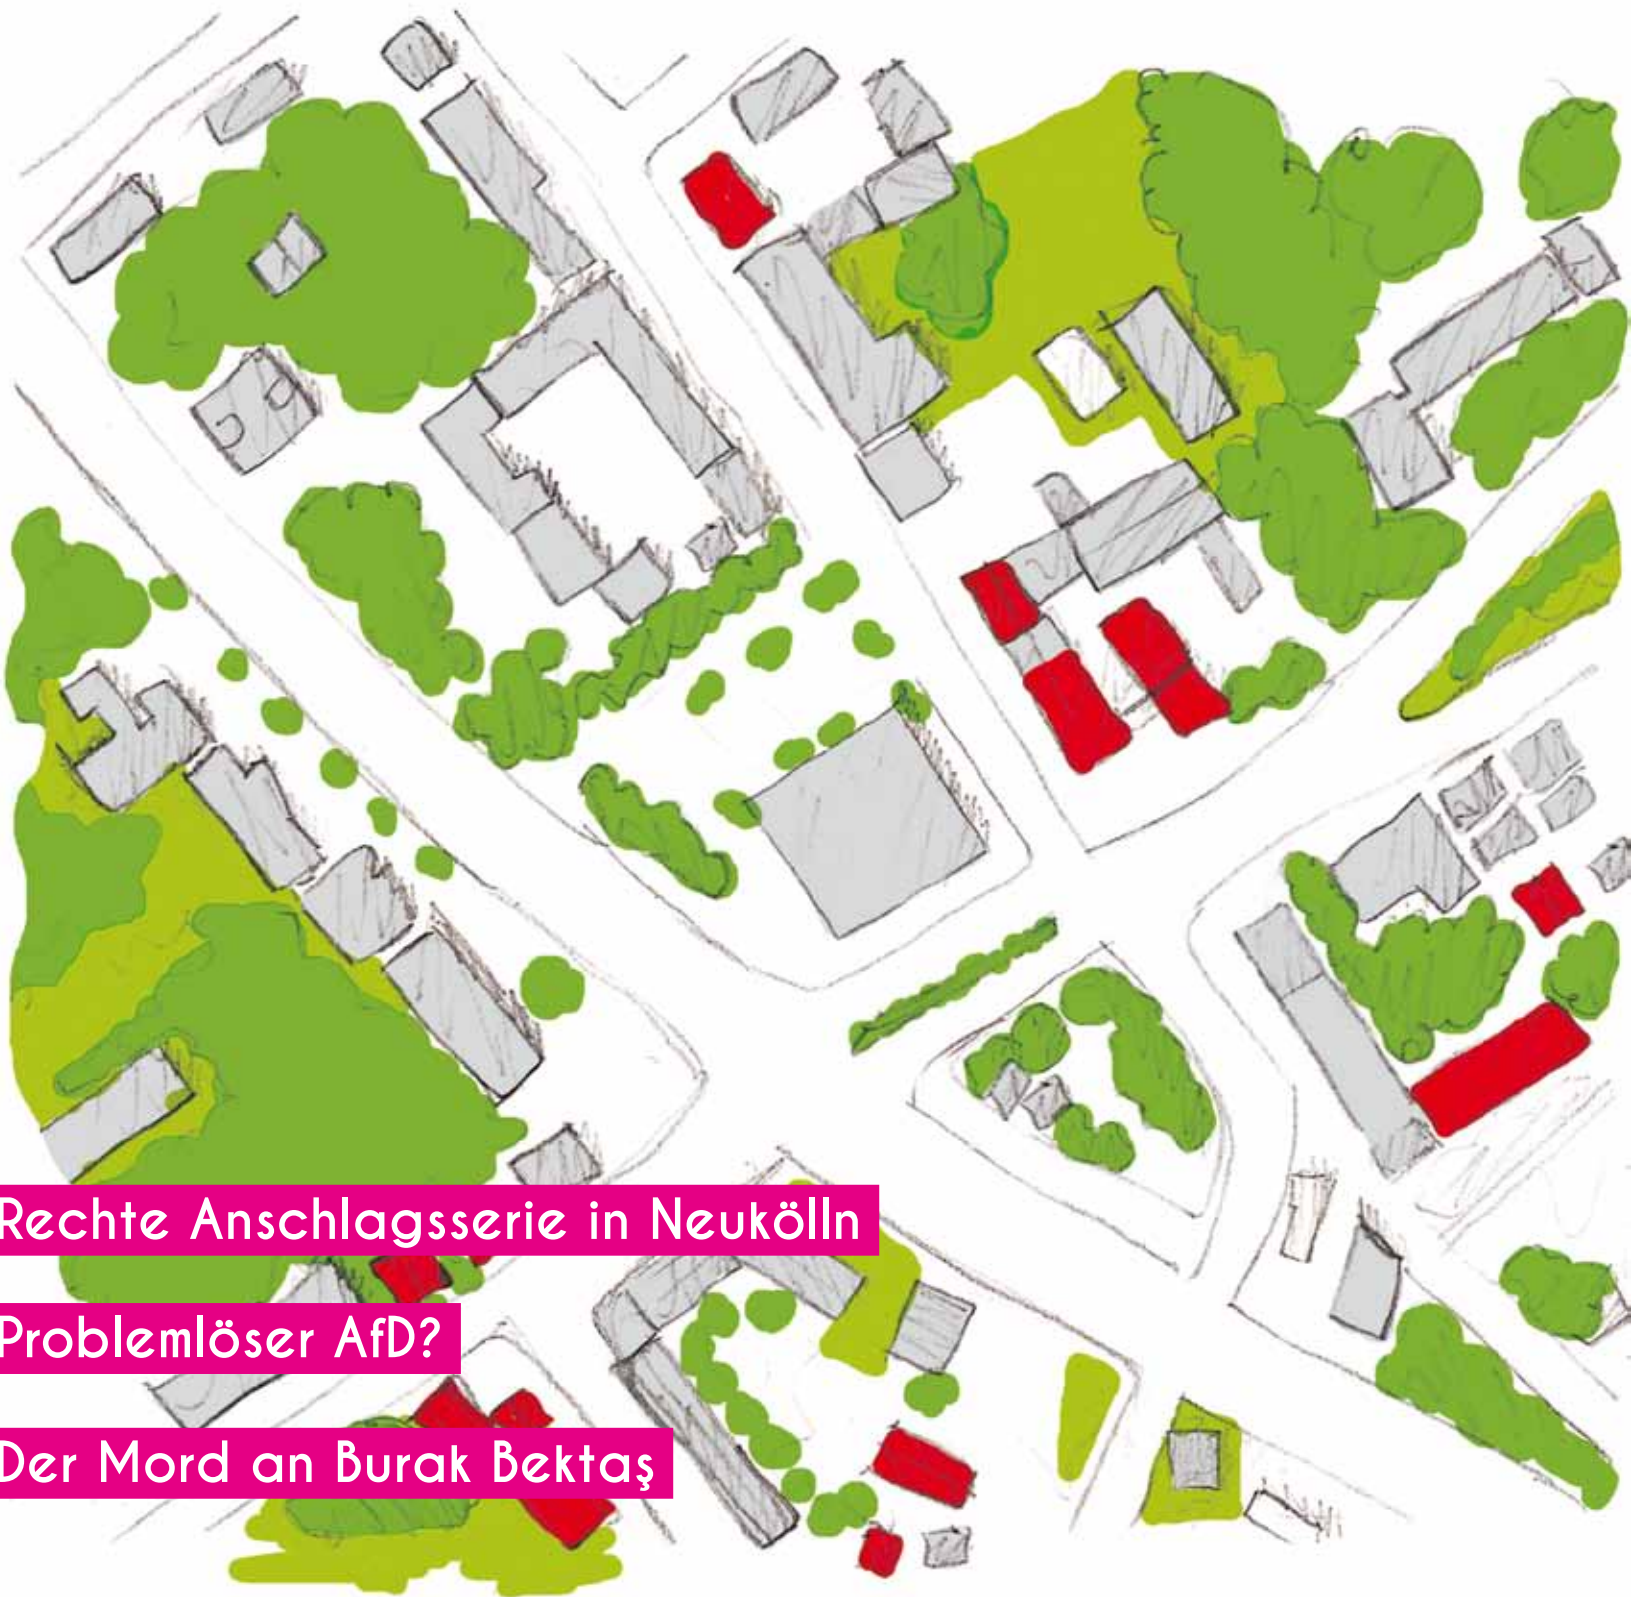 Rechte Anschlagsserie in Neukölln
Problemlöser AfD?
Der Mord an Burak Bektaş